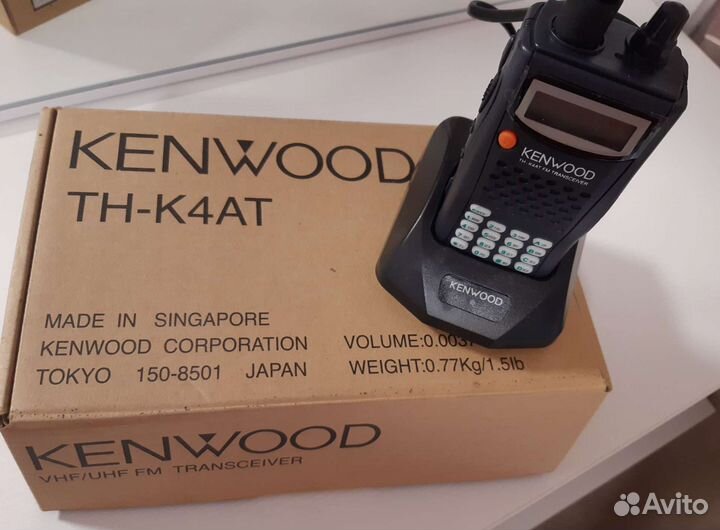 KENWOOD
TH-K4AT
MADE IN SINGAPORE
KENWOOD CORPORATION
TOKYO 150-8501 JAPAN
VOLUME:0.003
WEIGHT:0.77Kg/1.5lb
KENWOOD
VHF/UHF FM TRANSCEIVER
KENWOOD
TH-K4AT FM TRANSCEIVER
KENWOOD
Avito